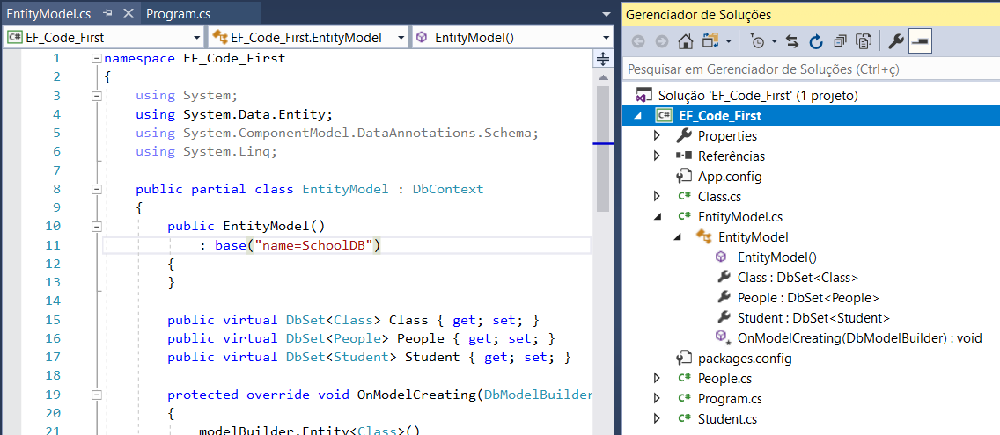 EntityModel.cs
Program.cs
EF_Code_First
EF_Code_First.EntityModel
EntityModel()
1 namespace EF_Code_First
2 {
3 using System;
4 using System.Data.Entity;
5 using System.ComponentModel.DataAnnotations.Schema;
6 using System.Linq;
7
8 public partial class EntityModel : DbContext
9 {
10 public EntityModel()
11 : base("name=SchoolDB")
12 {
13 }
14
15 public virtual DbSet<Class> Class { get; set; }
16 public virtual DbSet<People> People { get; set; }
17 public virtual DbSet<Student> Student { get; set; }
18
19 protected override void OnModelCreating(DbModelBuilder
20 {
21 modelBuilder.Entity<Class>()
Gerenciador de Soluções
Pesquisar em Gerenciador de Soluções (Ctrl+ç)
Solução 'EF_Code_First' (1 projeto)
C# EF_Code_First
Properties
Referências
App.config
C# Class.cs
C# EntityModel.cs
EntityModel
EntityModel()
Class : DbSet<Class>
People : DbSet<People>
Student : DbSet<Student>
OnModelCreating(DbModelBuilder) : void
packages.config
C# People.cs
C# Program.cs
C# Student.cs